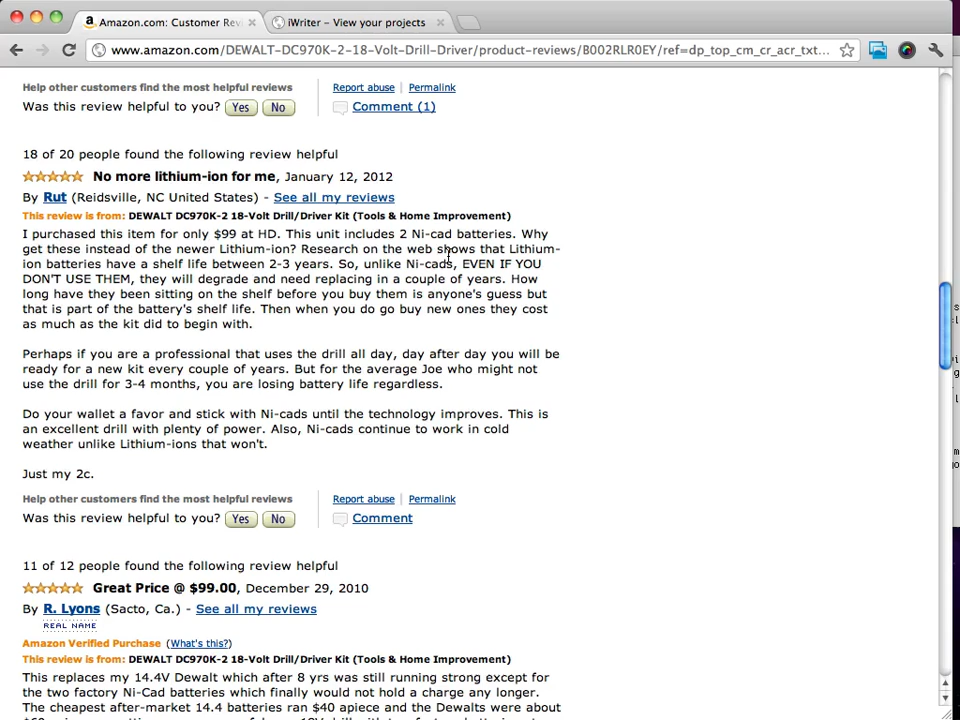 Amazon.com: Customer Rev
iWriter - View your projects
www.amazon.com/DEWALT-DC970K-2-18-Volt-Drill-Driver/product-reviews/B002RLR0EY/ref=dp_top_cm_cr_acr_txt...
Help other customers find the most helpful reviews
Report abuse | Permalink
Was this review helpful to you? Yes No
Comment (1)
18 of 20 people found the following review helpful
No more lithium-ion for me, January 12, 2012
By Rut (Reidsville, NC United States) - See all my reviews
This review is from: DEWALT DC970K-2 18-Volt Drill/Driver Kit (Tools & Home Improvement)
I purchased this item for only $99 at HD. This unit includes 2 Ni-cad batteries. Why
get these instead of the newer Lithium-ion? Research on the web shows that Lithium-
ion batteries have a shelf life between 2-3 years. So, unlike Ni-cads, EVEN IF YOU
DON'T USE THEM, they will degrade and need replacing in a couple of years. How
long have they been sitting on the shelf before you buy them is anyone's guess but
that is part of the battery's shelf life. Then when you do go buy new ones they cost
as much as the kit did to begin with.
Perhaps if you are a professional that uses the drill all day, day after day you will be
ready for a new kit every couple of years. But for the average Joe who might not
use the drill for 3-4 months, you are losing battery life regardless.
Do your wallet a favor and stick with Ni-cads until the technology improves. This is
an excellent drill with plenty of power. Also, Ni-cads continue to work in cold
weather unlike Lithium-ions that won't.
Just my 2c.
Help other customers find the most helpful reviews
Report abuse | Permalink
Was this review helpful to you? Yes No
Comment
11 of 12 people found the following review helpful
Great Price @ $99.00, December 29, 2010
By R. Lyons (Sacto, Ca.) - See all my reviews
REAL NAME
Amazon Verified Purchase (What's this?)
This review is from: DEWALT DC970K-2 18-Volt Drill/Driver Kit (Tools & Home Improvement)
This replaces my 14.4V Dewalt which after 8 yrs was still running strong except for
the two factory Ni-Cad batteries which finally would not hold a charge any longer.
The cheapest after-market 14.4 batteries ran $40 apiece and the Dewalts were about